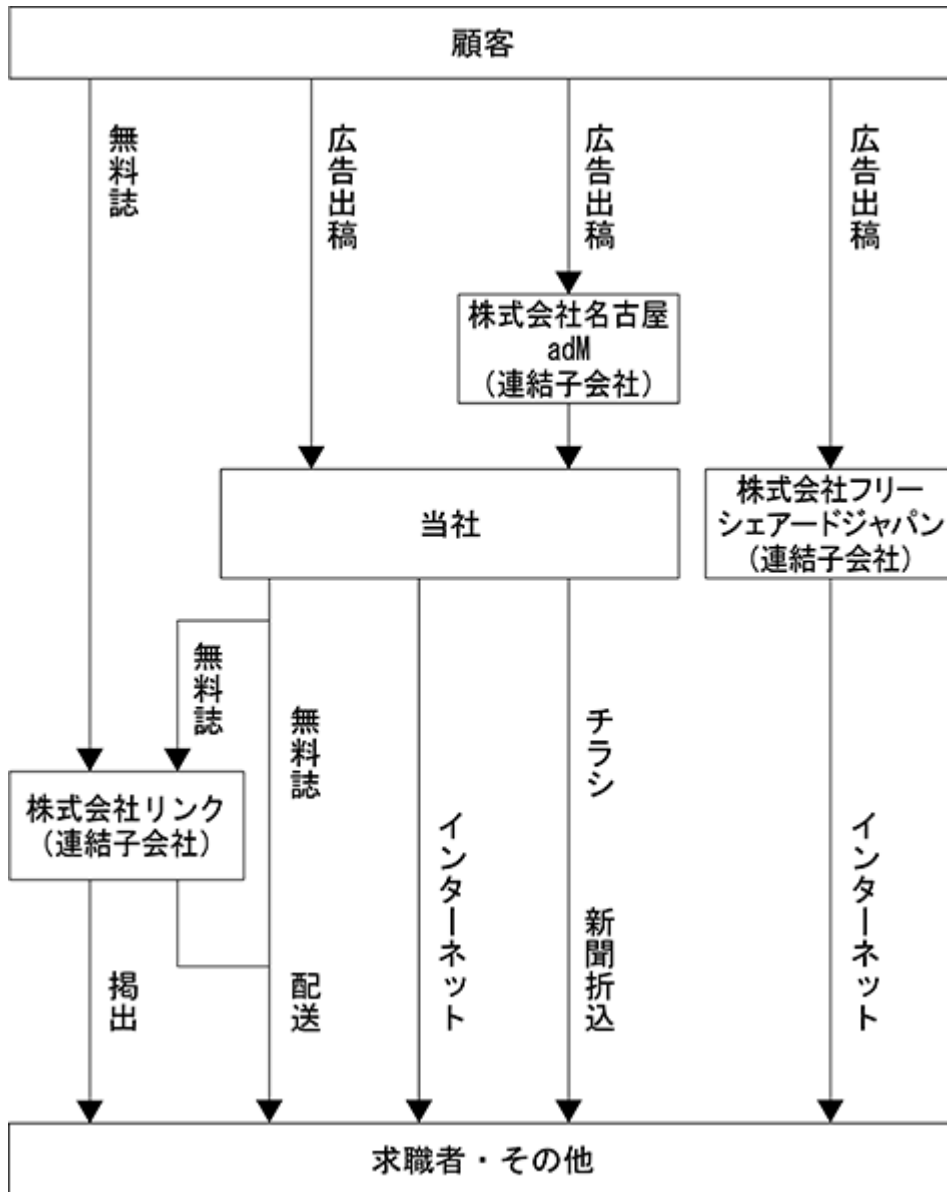 顧客
無料誌
広告出稿
広告出稿
広告出稿
株式会社名古屋
adM
（連結子会社）
当社
株式会社フリー
シェアードジャパン
（連結子会社）
無料誌
無料誌
チラシ
株式会社リンク
（連結子会社）
インターネット
インターネット
新聞折込
掲出
配送
求職者・その他